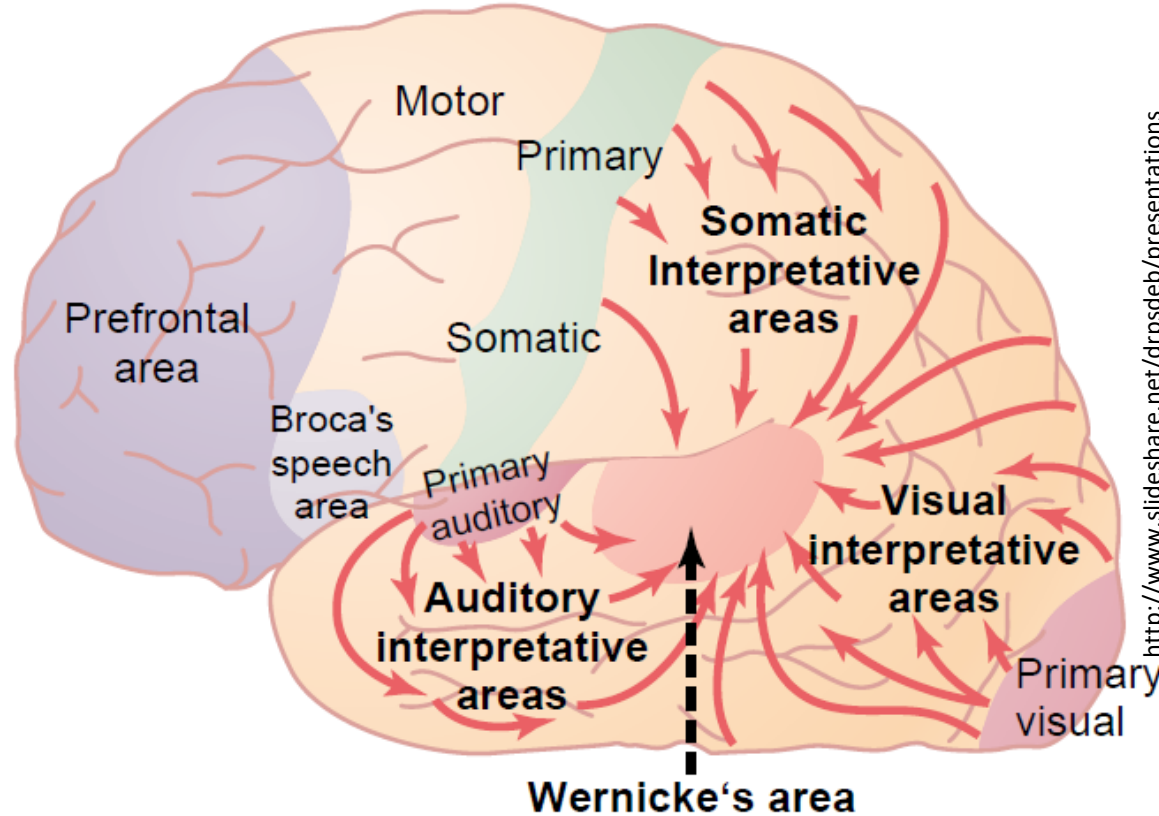 Motor
Primary
Somatic
Interpretative
areas
Prefrontal
area
Somatic
Broca's
speech
area
Primary
auditory
Visual
interpretative
areas
Auditory
interpretative
areas
Primary
visual
Wernicke‘s area
http://www.slideshare.net/drpsdeb/presentations